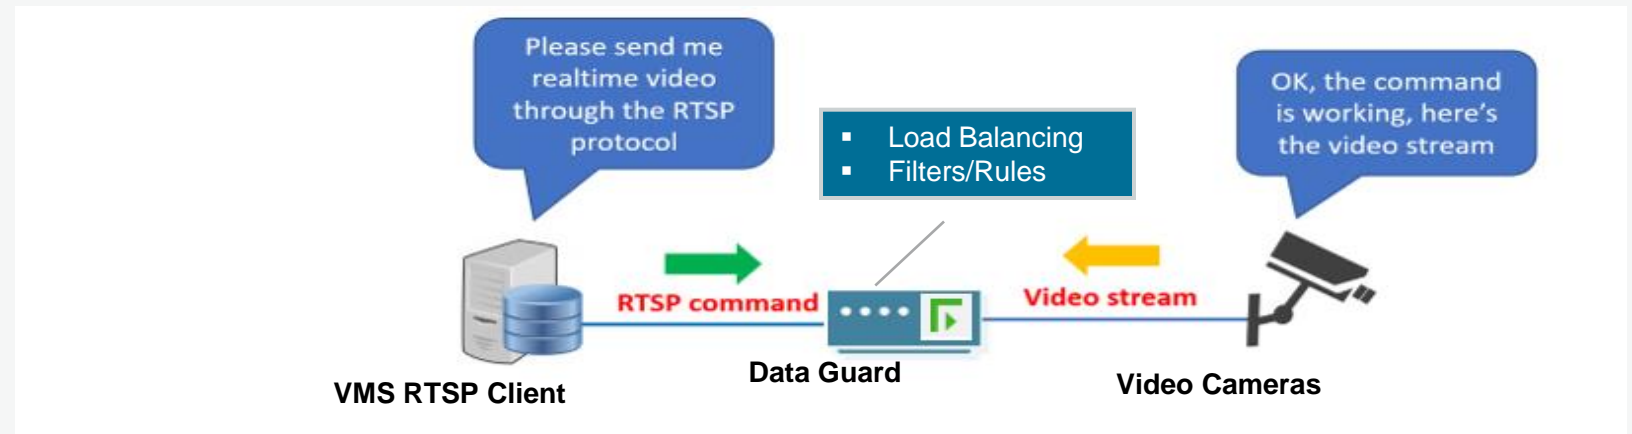 Please send me
realtime video
through the RTSP
protocol
OK, the command
is working, here's
the video stream
▪ Load Balancing
▪ Filters/Rules
RTSP command
Video stream
VMS RTSP Client
Data Guard
Video Cameras